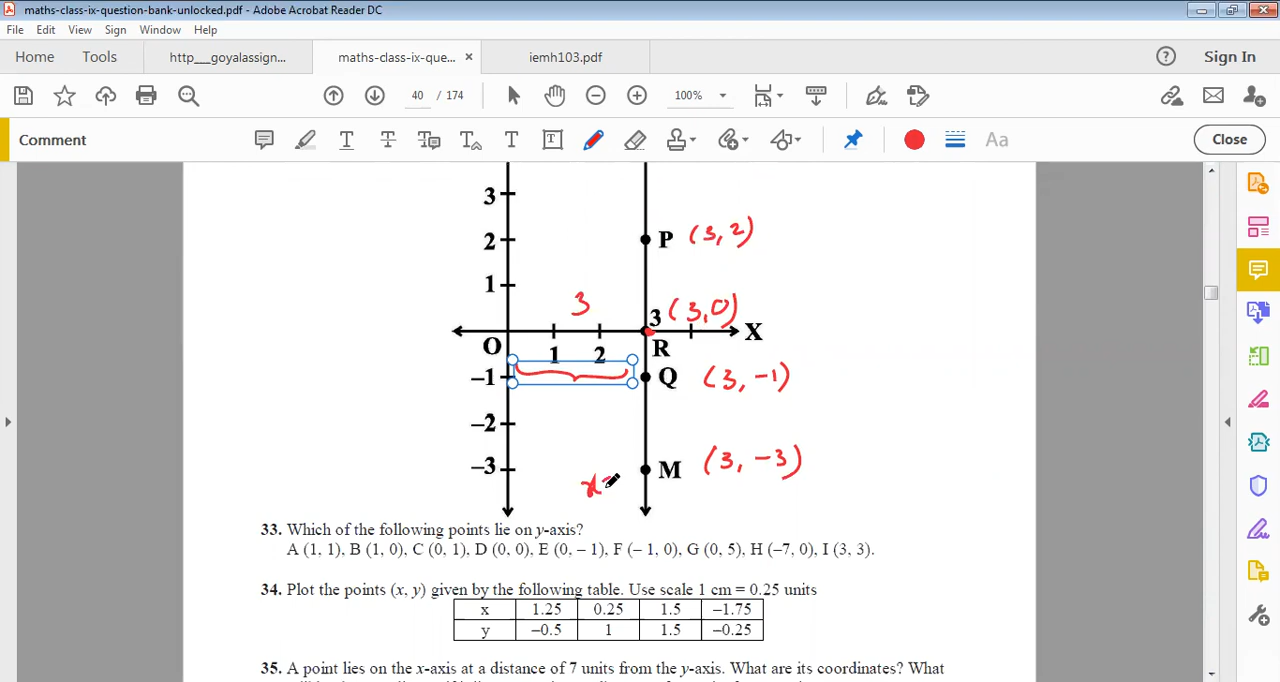 maths-class-ix-question-bank-unlocked.pdf - Adobe Acrobat Reader DC
File Edit View Sign Window Help
Home Tools http___goyalassign... maths-class-ix-que... × iemh103.pdf Sign In
40 / 174 100%
Comment Close
3
2 P (3, 2)
1
3 3 (3, 0)
X
O 1 2 R
-1 Q (3, -1)
-2
-3 M (3, -3)
x=
33. Which of the following points lie on y-axis?
A (1, 1), B (1, 0), C (0, 1), D (0, 0), E (0, – 1), F (– 1, 0), G (0, 5), H (–7, 0), I (3, 3).
34. Plot the points (x, y) given by the following table. Use scale 1 cm = 0.25 units
x 1.25 0.25 1.5 –1.75
y –0.5 1 1.5 –0.25
35. A point lies on the x-axis at a distance of 7 units from the y-axis. What are its coordinates? What